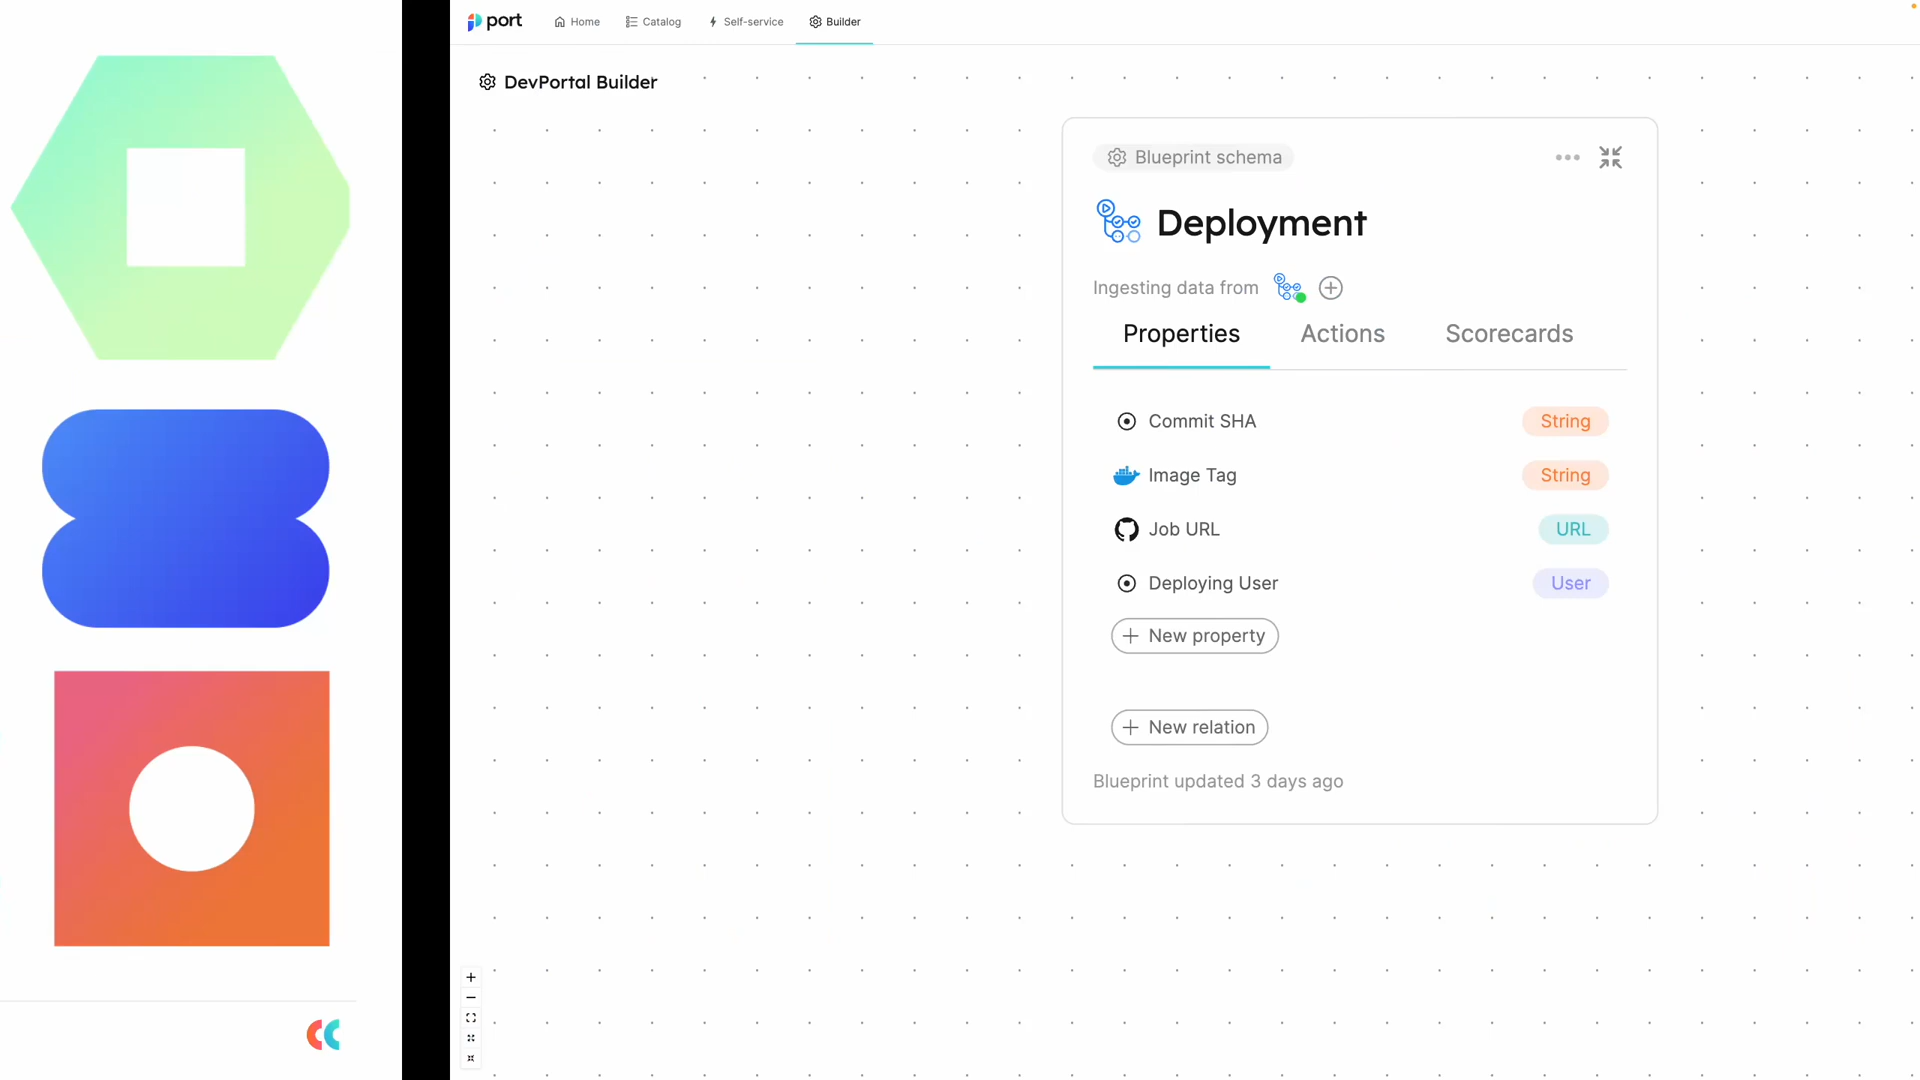 port
Home
Catalog
Self-service
Builder
DevPortal Builder
Blueprint schema
Deployment
Ingesting data from
Properties
Actions
Scorecards
Commit SHA
String
Image Tag
String
Job URL
URL
Deploying User
User
New property
New relation
Blueprint updated 3 days ago